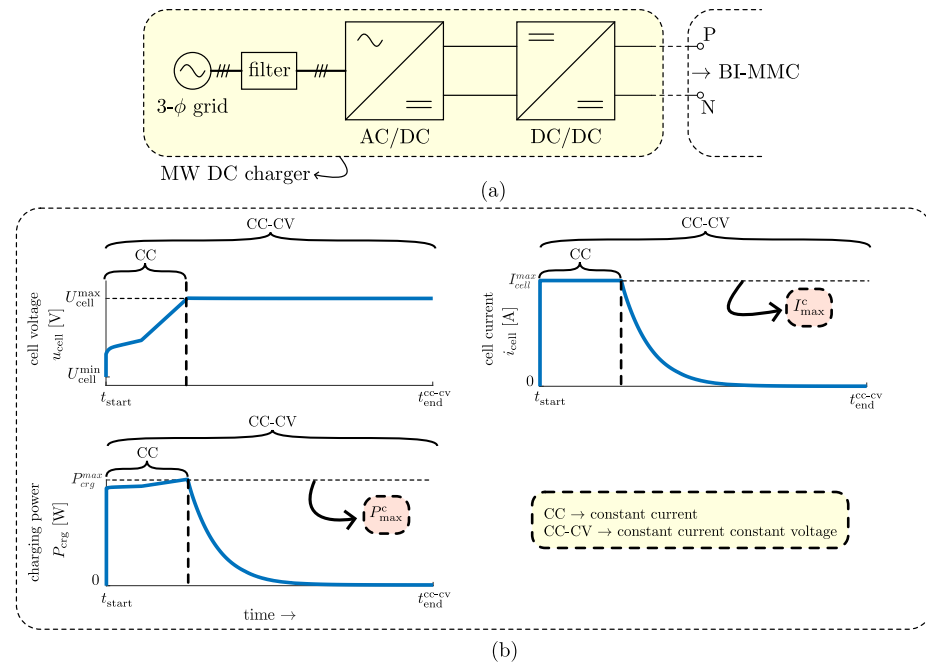 P
filter
→ BI-MMC
3-ϕ grid
N
AC/DC
DC/DC
MW DC charger
(a)
CC-CV
CC
cell voltage
u_cell [V]
U_cell^max
U_cell^min
t_start
t_end^cc-cv
CC-CV
CC
cell current
i_cell [A]
I_cell^max
I_max^c
0
t_start
t_end^cc-cv
CC-CV
CC
charging power
P_crg [W]
P_crg^max
P_max^c
0
t_start
t_end^cc-cv
time →
CC → constant current
CC-CV → constant current constant voltage
(b)